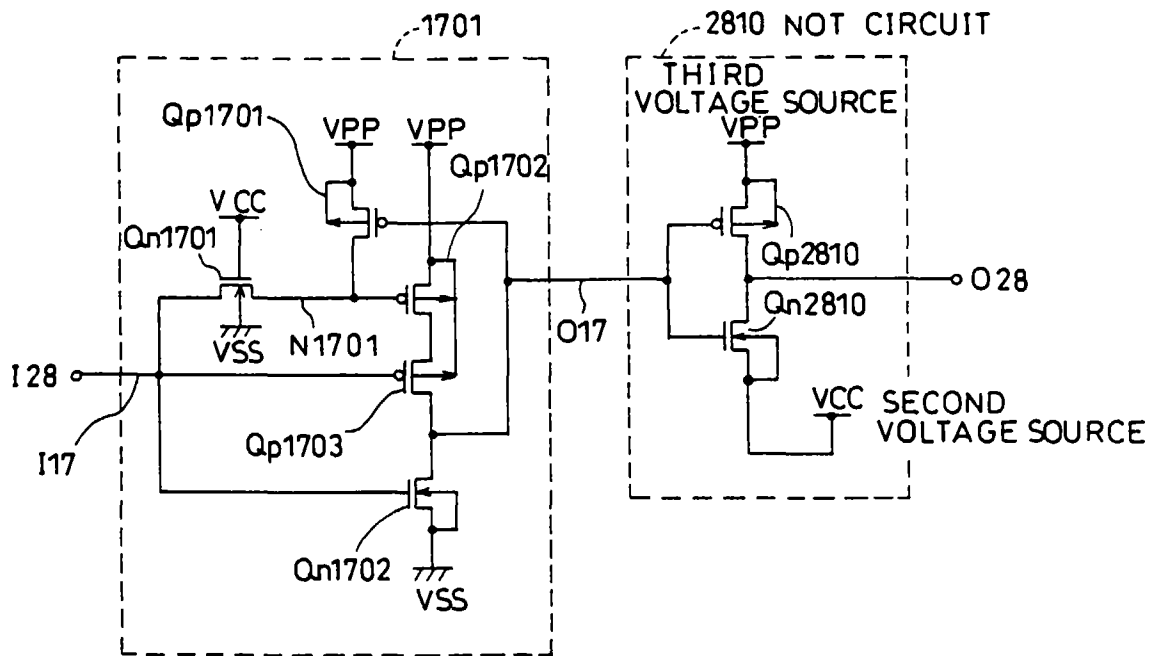 1701
2810 NOT CIRCUIT
THIRD
VOLTAGE SOURCE
Qp1701
VPP
VPP
VPP
Qp1702
VCC
Qn1701
Qp2810
O28
Qn2810
VSS
N1701
O17
I28
VCC
SECOND
VOLTAGE SOURCE
Qp1703
I17
Qn1702
VSS